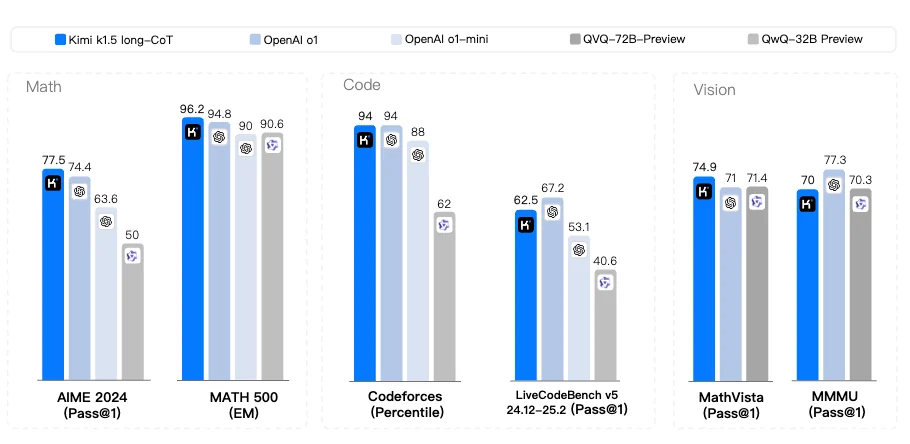 Kimi k1.5 long-CoT
OpenAI o1
OpenAI o1-mini
QVQ-72B-Preview
QwQ-32B Preview
Math
77.5
74.4
63.6
50
AIME 2024
(Pass@1)
96.2
94.8
90
90.6
MATH 500
(EM)
Code
94
94
88
62
Codeforces
(Percentile)
62.5
67.2
53.1
40.6
LiveCodeBench v5
24.12-25.2 (Pass@1)
Vision
74.9
71
71.4
MathVista
(Pass@1)
70
77.3
70.3
MMMU
(Pass@1)